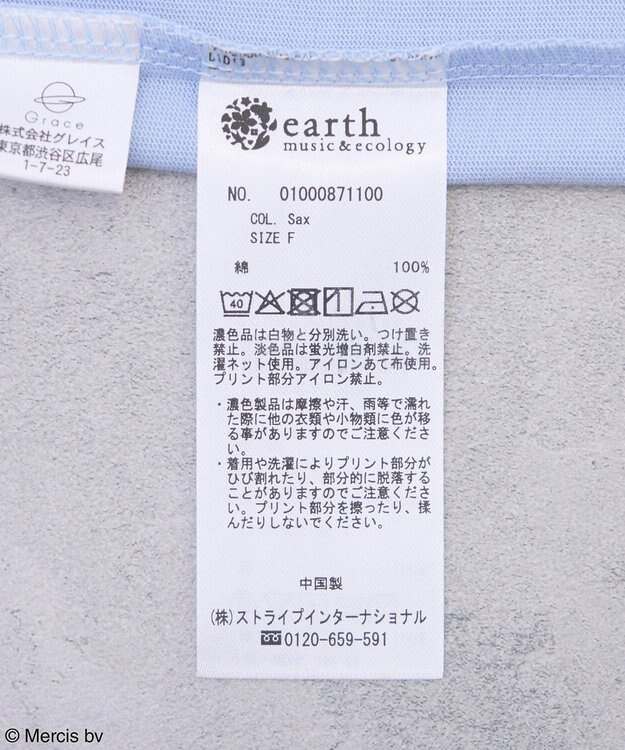 Grace
株式会社グレイス
東京都渋谷区広尾
1-7-23
earth
music&ecology
NO. 01000871100
COL. Sax
SIZE F
綿 100%
40
濃色品は白物と分別洗い。つけ置き
禁止。淡色品は蛍光増白剤禁止。洗
濯ネット使用。アイロンあて布使用。
プリント部分アイロン禁止。
・濃色製品は摩擦や汗、雨等で濡れ
た際に他の衣類や小物類に色が移
る事がありますのでご注意くださ
い。
・着用や洗濯によりプリント部分が
ひび割れたり、部分的に脱落する
ことがありますのでご注意くださ
い。プリント部分を擦ったり、揉
んだりしないでください。
中国製
(株)ストライプインターナショナル
0120-659-591
© Mercis bv